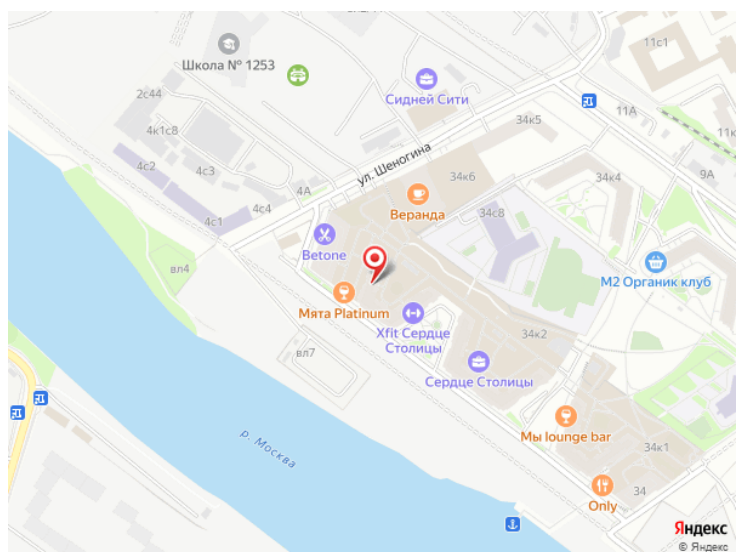 11с1
Школа № 1253
Сидней Сити
2с44
11А
34к5
4к1с8
ул. Шеногина
4с2
4с3
34к6
34к4
9А
4А
4с4
4с1
Веранда
34с8
Betone
вл4
М2 Органик клуб
Мята Platinum
Xfit Сердце
Столицы
34к2
вл7
Сердце Столицы
р. Москва
Мы lounge bar
34к1
34
Only
Яндекс
© Яндекс